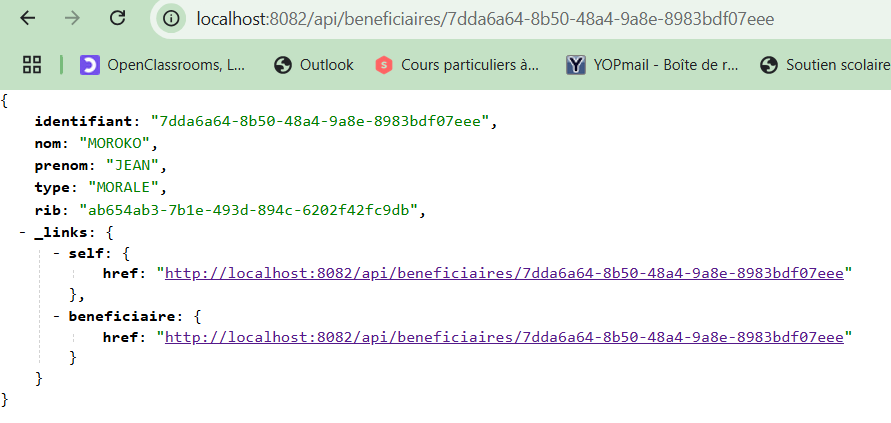 localhost:8082/api/beneficiaires/7dda6a64-8b50-48a4-9a8e-8983bdf07eee
OpenClassrooms, L... Outlook Cours particuliers à... YOPmail - Boîte de r... Soutien scolaire
{
identifiant: "7dda6a64-8b50-48a4-9a8e-8983bdf07eee",
nom: "MOROKO",
prenom: "JEAN",
type: "MORALE",
rib: "ab654ab3-7b1e-493d-894c-6202f42fc9db",
- _links: {
- self: {
href: "http://localhost:8082/api/beneficiaires/7dda6a64-8b50-48a4-9a8e-8983bdf07eee"
},
- beneficiaire: {
href: "http://localhost:8082/api/beneficiaires/7dda6a64-8b50-48a4-9a8e-8983bdf07eee"
}
}
}